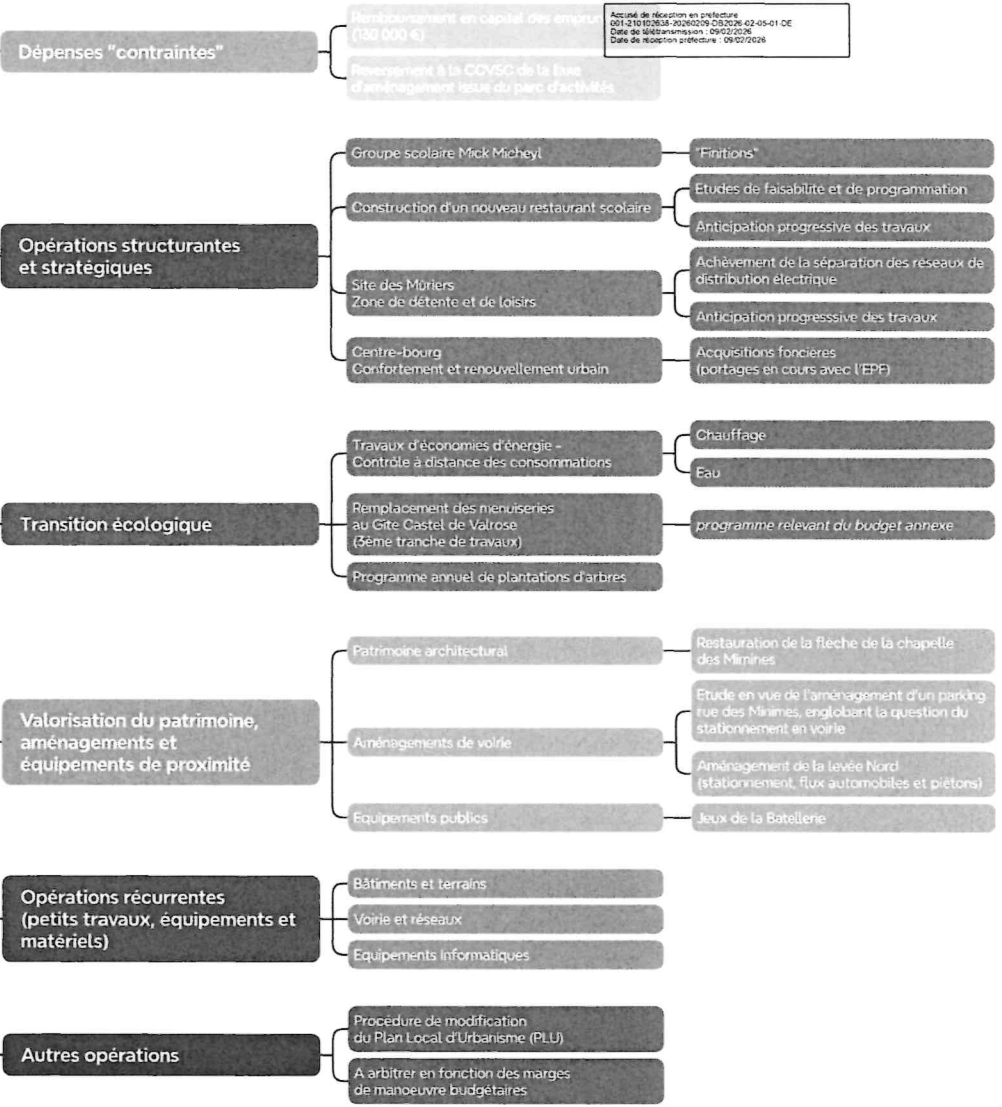 Accusé de réception en préfecture
001-210102638-20260209-DB2026-02-05-01-DE
Date de télétransmission : 09/02/2026
Date de réception préfecture : 09/02/2026
Dépenses "contraintes"
Remboursement en capital des emprun
(130 000 €)
Reversement à la CCVSC de la taxe
d'aménagement issue du parc d'activités
Opérations structurantes
et stratégiques
Groupe scolaire Mick Micheyl
"Finitions"
Construction d'un nouveau restaurant scolaire
Etudes de faisabilité et de programmation
Anticipation progressive des travaux
Site des Mûriers
Zone de détente et de loisirs
Achèvement de la séparation des réseaux de
distribution électrique
Anticipation progresssive des travaux
Centre-bourg
Confortement et renouvellement urbain
Acquisitions foncières
(portages en cours avec l'EPF)
Transition écologique
Travaux d'économies d'énergie -
Contrôle à distance des consommations
Chauffage
Eau
Remplacement des menuiseries
au Gîte Castel de Valrose
(3ème tranche de travaux)
programme relevant du budget annexe
Programme annuel de plantations d'arbres
Valorisation du patrimoine,
aménagements et
équipements de proximité
Patrimoine architectural
Restauration de la flèche de la chapelle
des Mimines
Aménagements de voirie
Etude en vue de l'aménagement d'un parking
rue des Minimes, englobant la question du
stationnement en voirie
Aménagement de la levée Nord
(stationnement, flux automobiles et piétons)
Equipements publics
Jeux de la Batellerie
Opérations récurrentes
(petits travaux, équipements et
matériels)
Bâtiments et terrains
Voirie et réseaux
Equipements informatiques
Autres opérations
Procédure de modification
du Plan Local d'Urbanisme (PLU)
A arbitrer en fonction des marges
de manoeuvre budgétaires